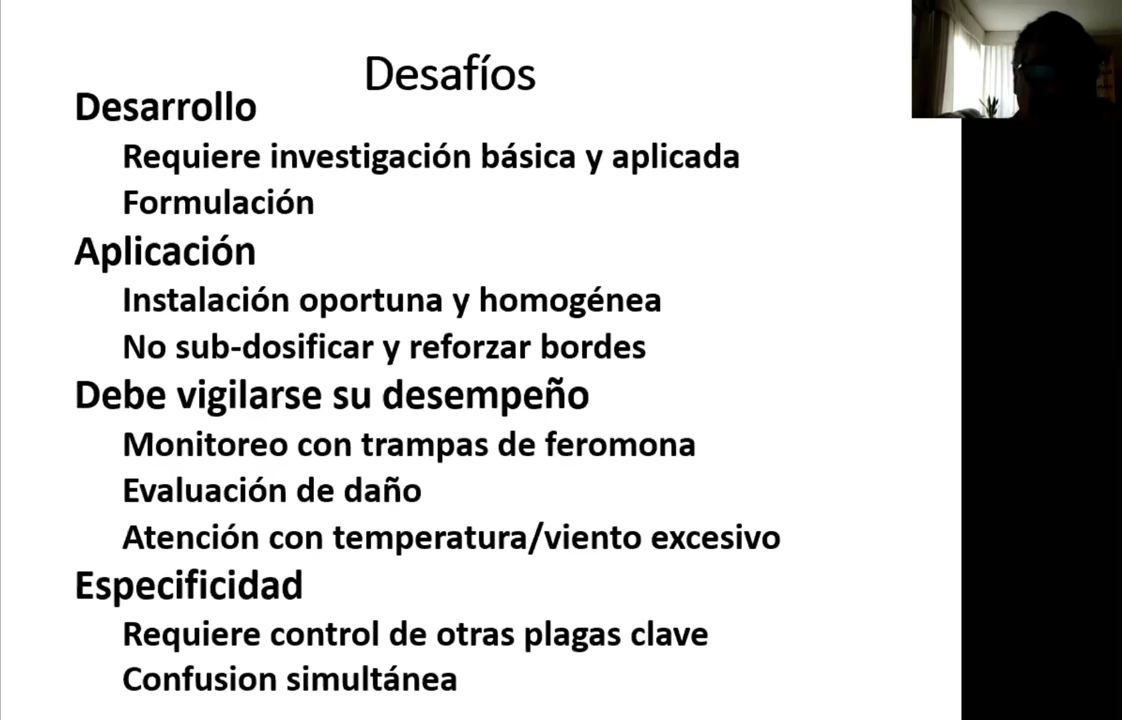 Desafíos
Desarrollo
Requiere investigación básica y aplicada
Formulación
Aplicación
Instalación oportuna y homogénea
No sub-dosificar y reforzar bordes
Debe vigilarse su desempeño
Monitoreo con trampas de feromona
Evaluación de daño
Atención con temperatura/viento excesivo
Especificidad
Requiere control de otras plagas clave
Confusion simultánea